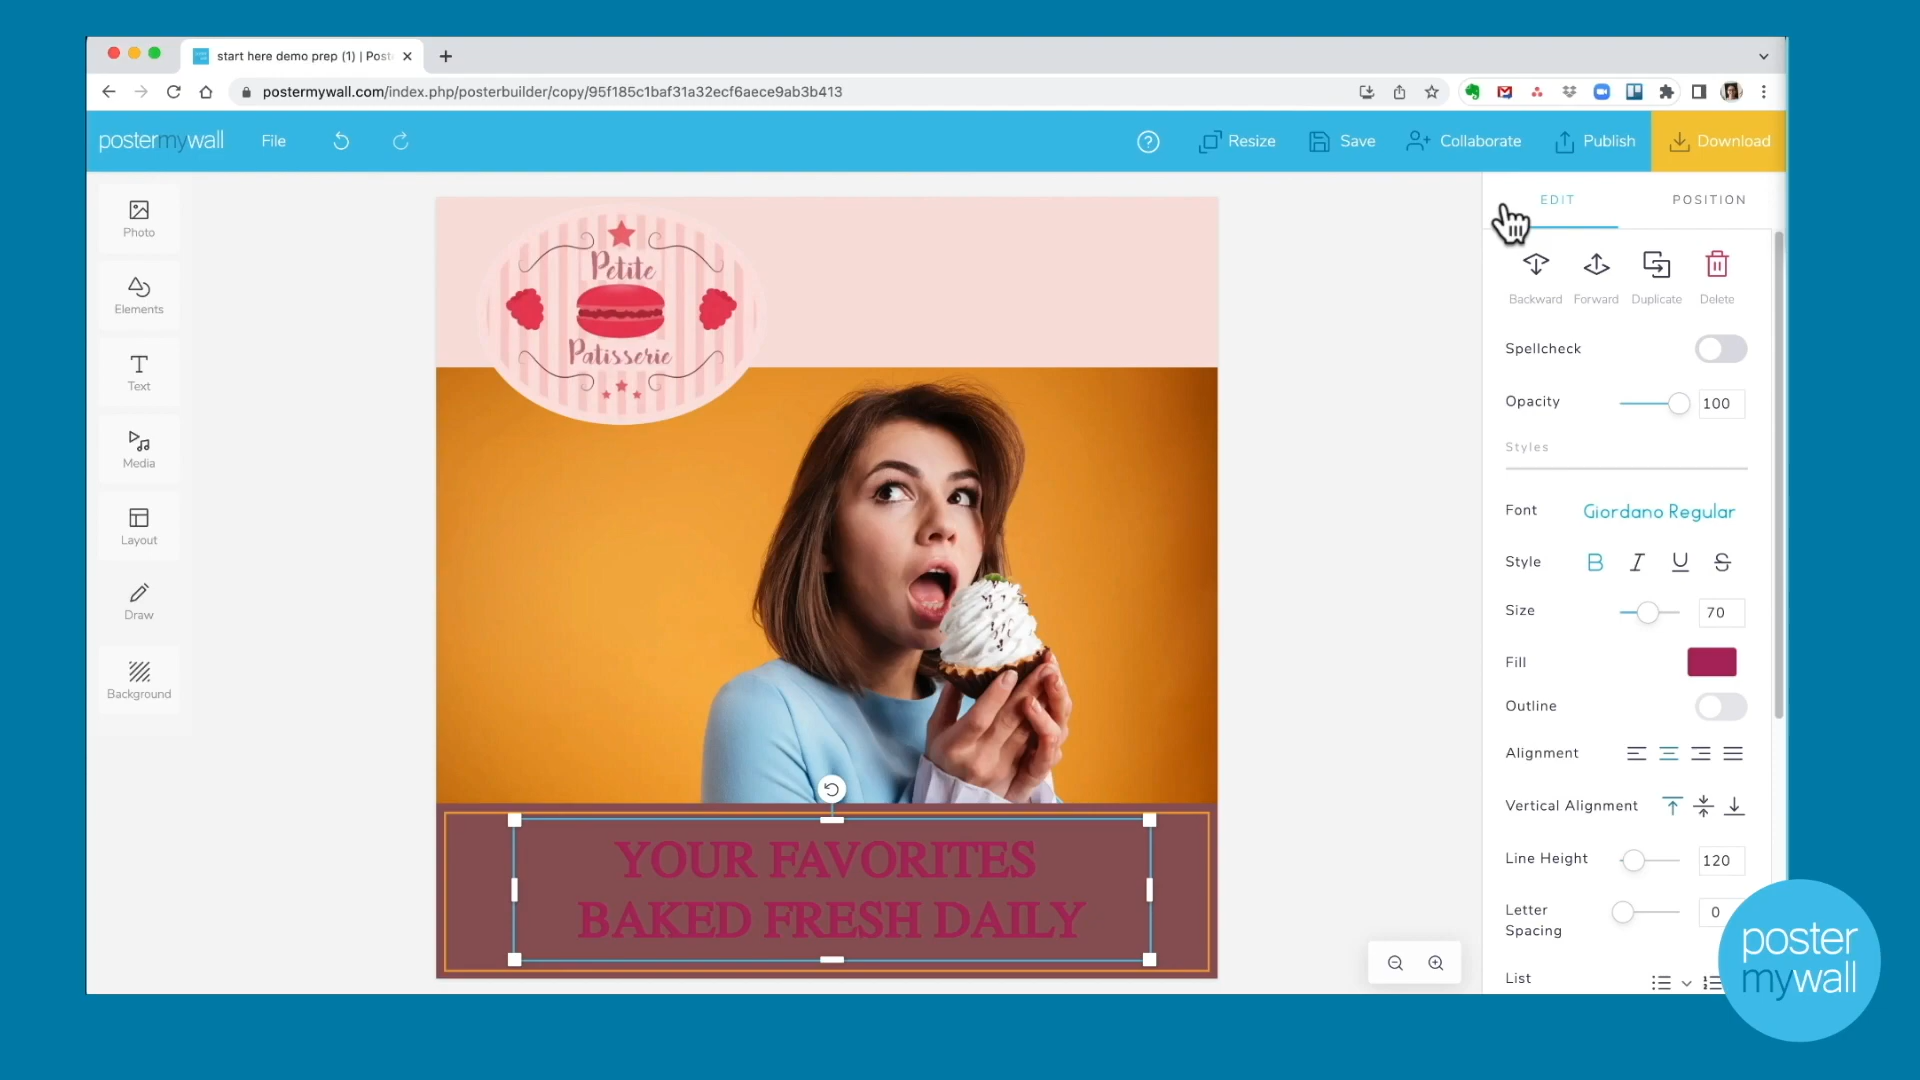 start here demo prep (1) | Post
postermywall.com/index.php/posterbuilder/copy/95f185c1baf31a32ecf6aece9ab3b413
postermywall
File
Resize
Save
Collaborate
Publish
Download
Photo
Elements
Text
Media
Layout
Draw
Background
Petite
Patisserie
YOUR FAVORITES
BAKED FRESH DAILY
EDIT
POSITION
Backward
Forward
Duplicate
Delete
Spellcheck
Opacity
100
Styles
Font
Giordano Regular
Style
B I U S
Size
70
Fill
Outline
Alignment
Vertical Alignment
Line Height
120
Letter
Spacing
0
List
poster
mywall